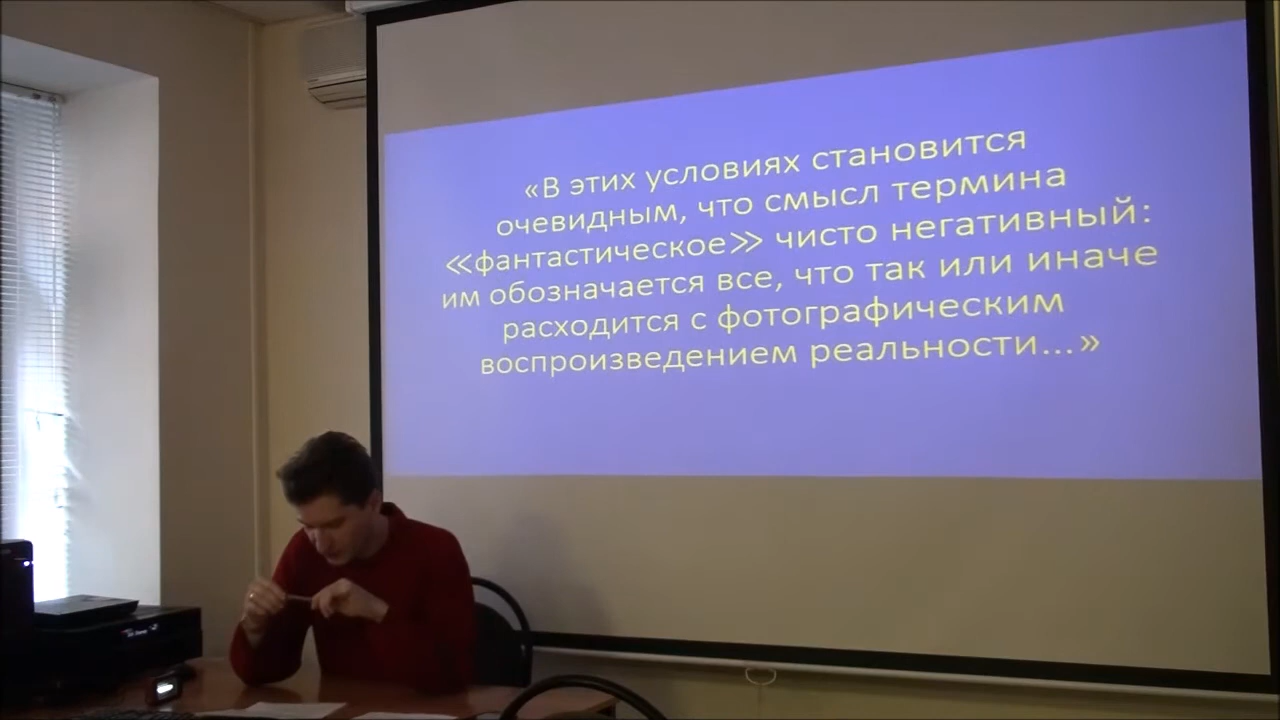 «В этих условиях становится
очевидным, что смысл термина
≪фантастическое≫ чисто негативный:
им обозначается все, что так или иначе
расходится с фотографическим
воспроизведением реальности...»